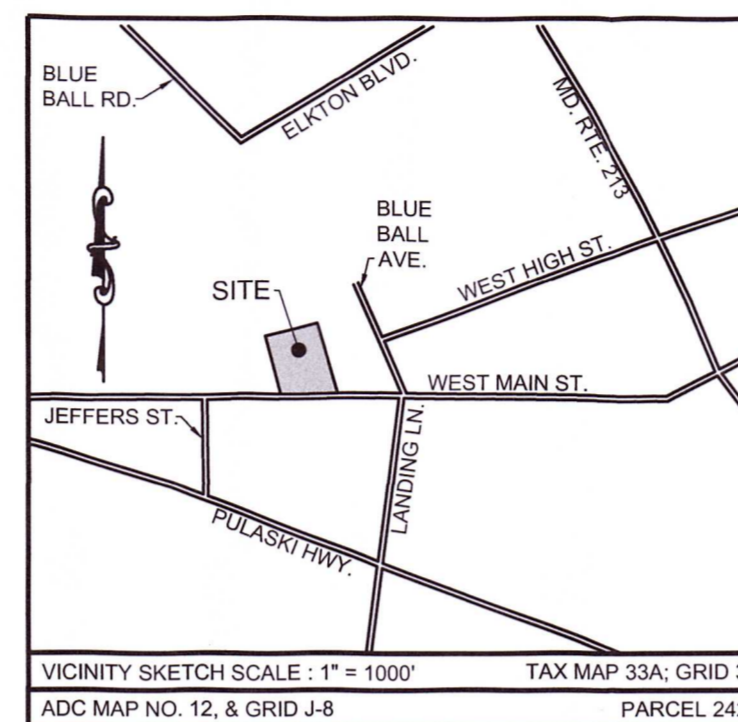 BLUE
BALL RD.
ELKTON BLVD.
MD. RTE. 213
BLUE
BALL
AVE.
WEST HIGH ST.
SITE
WEST MAIN ST.
JEFFERS ST.
LANDING LN.
PULASKI HWY.
VICINITY SKETCH SCALE : 1" = 1000' TAX MAP 33A; GRID
ADC MAP NO. 12, & GRID J-8 PARCEL